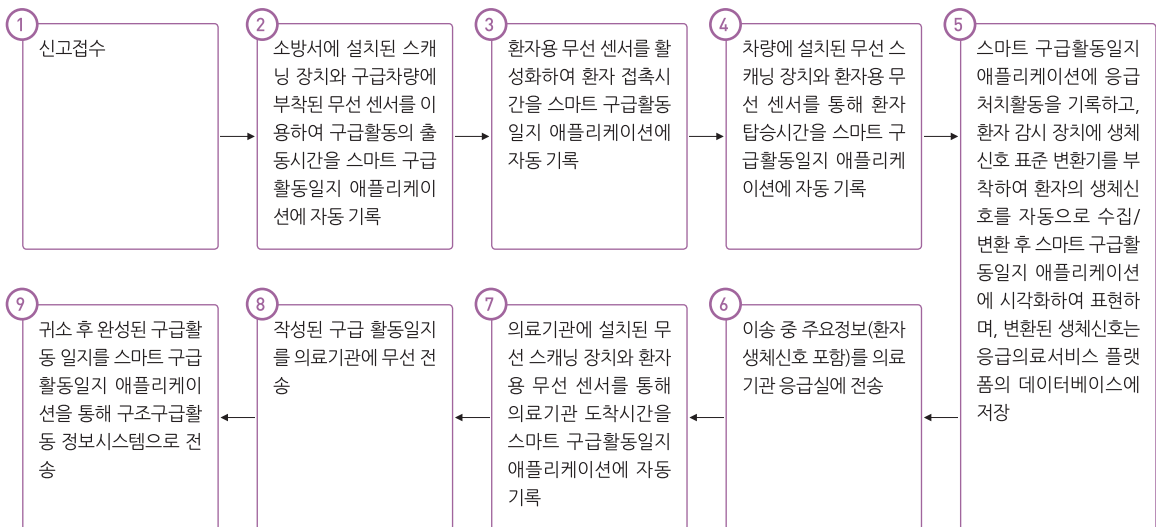 1
신고접수
2
소방서에 설치된 스캐
닝 장치와 구급차량에
부착된 무선 센서를 이
용하여 구급활동의 출
동시간을 스마트 구급
활동일지 애플리케이
션에 자동 기록
3
환자용 무선 센서를 활
성화하여 환자 접촉시
간을 스마트 구급활동
일지 애플리케이션에
자동 기록
4
차량에 설치된 무선 스
캐닝 장치와 환자용 무
선 센서를 통해 환자
탑승시간을 스마트 구
급활동일지 애플리케
이션에 자동 기록
5
스마트 구급활동일지
애플리케이션에 응급
처치활동을 기록하고,
환자 감시 장치에 생체
신호 표준 변환기를 부
착하여 환자의 생체신
호를 자동으로 수집/
변환 후 스마트 구급활
동일지 애플리케이션
에 시각화하여 표현하
며, 변환된 생체신호는
응급의료서비스 플랫
폼의 데이터베이스에
저장
6
이송 중 주요정보(환자
생체신호 포함)를 의료
기관 응급실에 전송
7
의료기관에 설치된 무
선 스캐닝 장치와 환자
용 무선 센서를 통해
의료기관 도착시간을
스마트 구급활동일지
애플리케이션에 자동
기록
8
작성된 구급 활동일지
를 의료기관에 무선 전
송
9
귀소 후 완성된 구급활
동 일지를 스마트 구급
활동일지 애플리케이
션을 통해 구조구급활
동 정보시스템으로 전
송